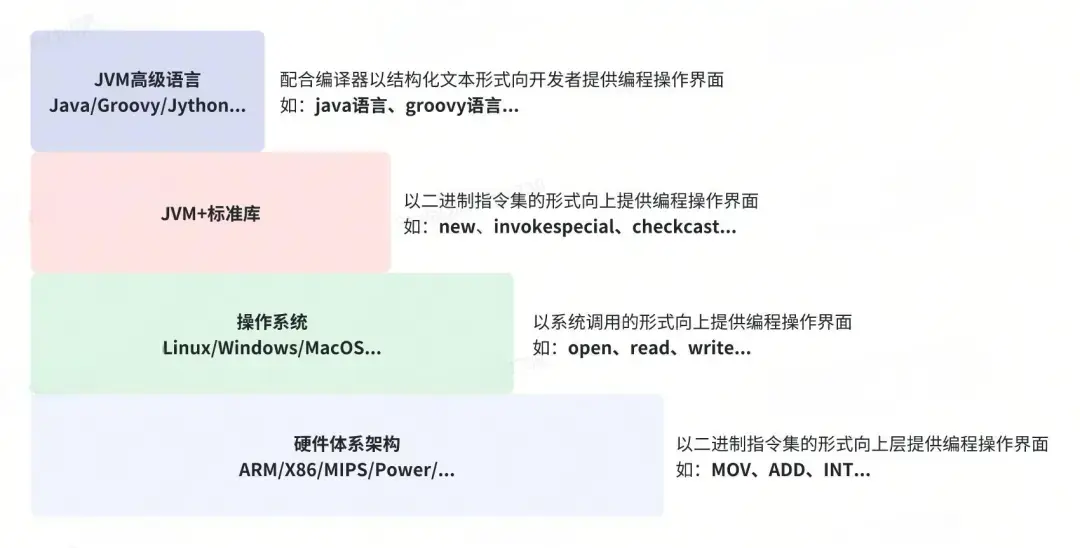 JVM高级语言
Java/Groovy/Jython...
配合编译器以结构化文本形式向开发者提供编程操作界面
如：java语言、groovy语言...
JVM+标准库
以二进制指令集的形式向上提供编程操作界面
如：new、invokespecial、checkcast...
操作系统
Linux/Windows/MacOS...
以系统调用的形式向上提供编程操作界面
如：open、read、write...
硬件体系架构
ARM/X86/MIPS/Power/...
以二进制指令集的形式向上层提供编程操作界面
如：MOV、ADD、INT...